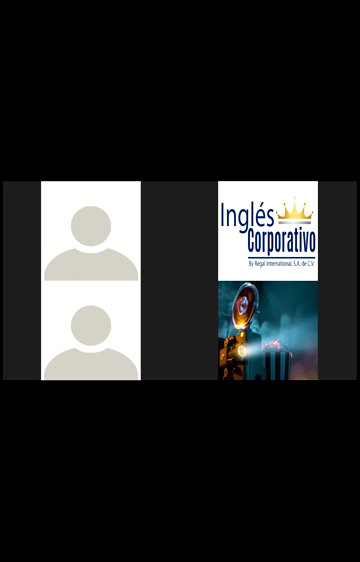 Inglés
Corporativo
By Regal International, S.A. de C.V.